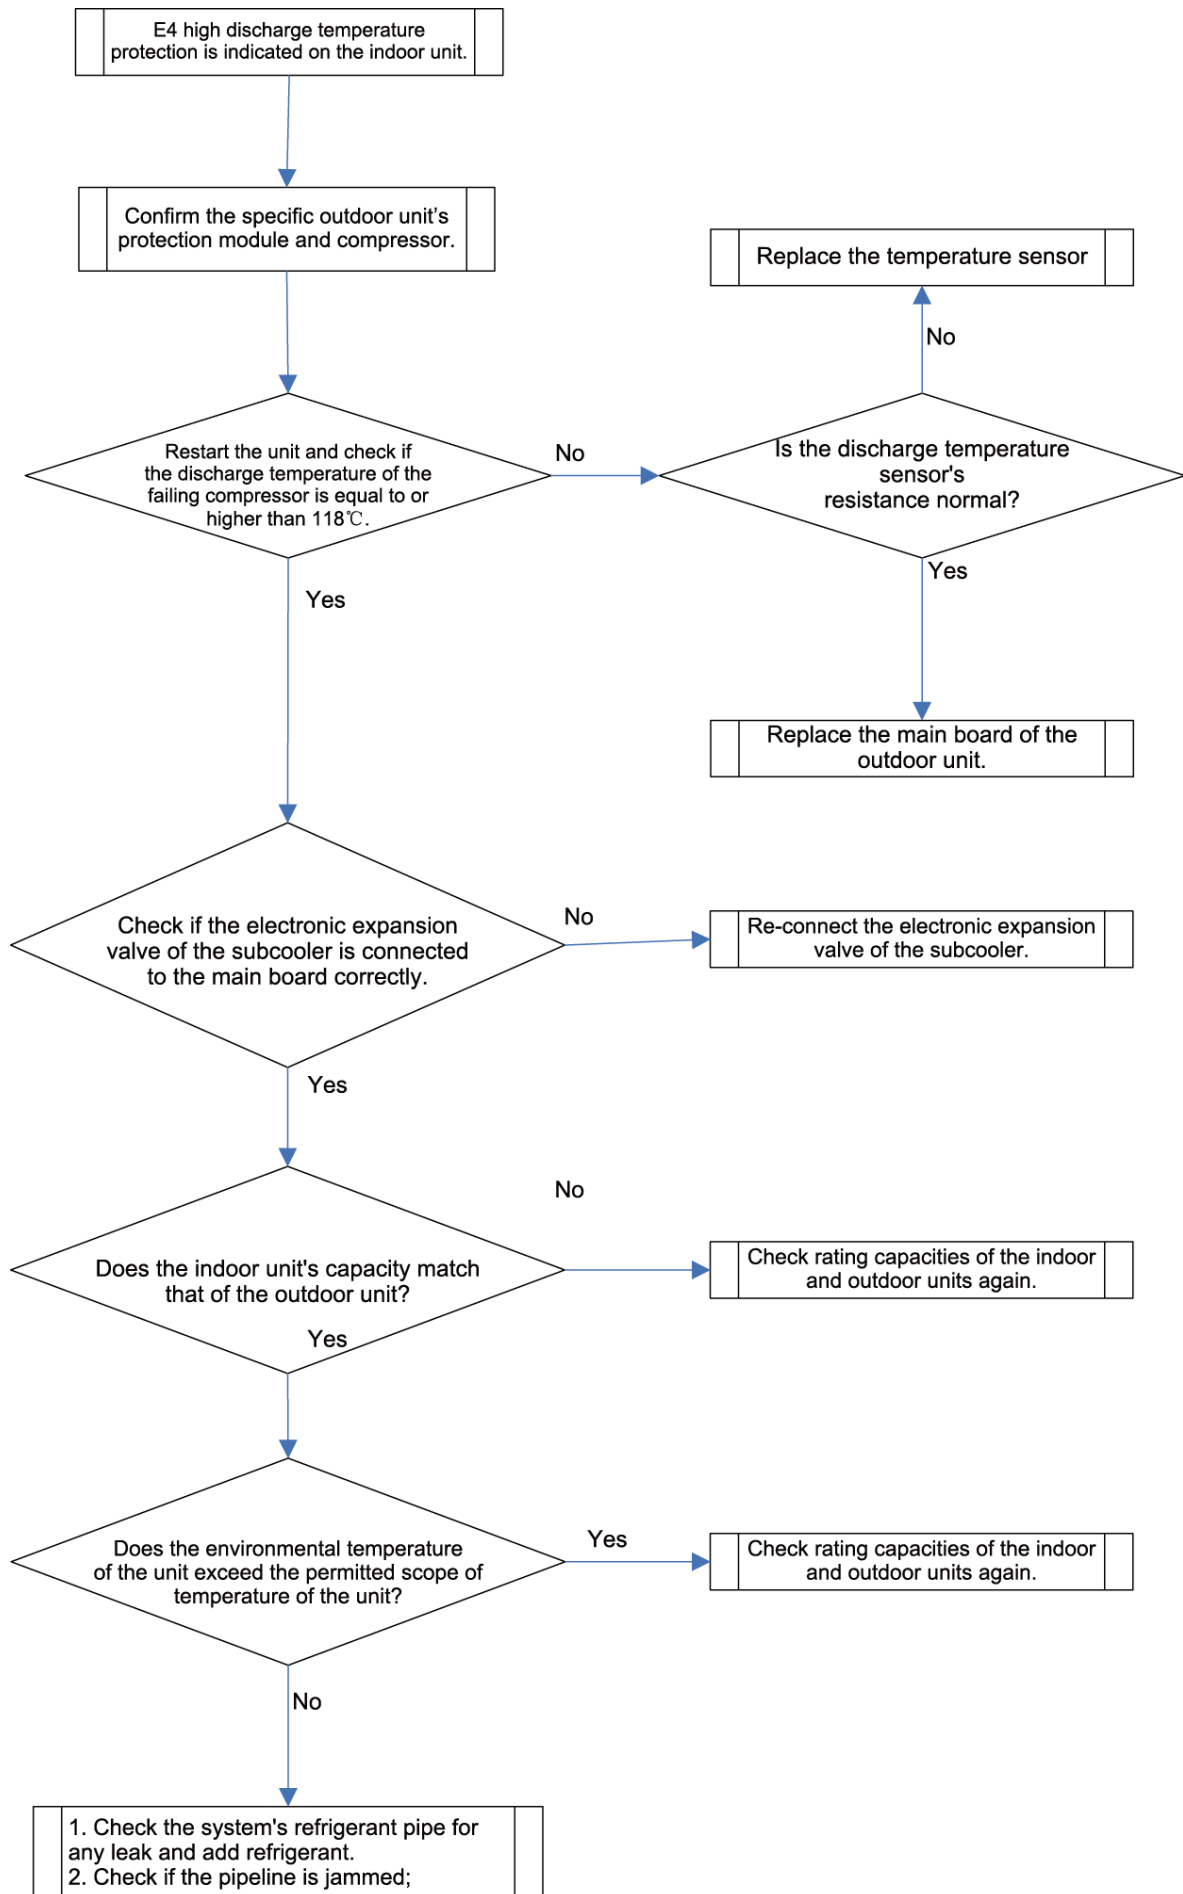 E4 high discharge temperature
protection is indicated on the indoor unit.
Confirm the specific outdoor unit’s
protection module and compressor.
Replace the temperature sensor
No
Restart the unit and check if
the discharge temperature of the
failing compressor is equal to or
higher than 118℃.
No
Is the discharge temperature
sensor's
resistance normal?
Yes
Yes
Replace the main board of the
outdoor unit.
Check if the electronic expansion
valve of the subcooler is connected
to the main board correctly.
No
Re-connect the electronic expansion
valve of the subcooler.
Yes
No
Does the indoor unit's capacity match
that of the outdoor unit?
Check rating capacities of the indoor
and outdoor units again.
Yes
Does the environmental temperature
of the unit exceed the permitted scope of
temperature of the unit?
Yes
Check rating capacities of the indoor
and outdoor units again.
No
1. Check the system's refrigerant pipe for
any leak and add refrigerant.
2. Check if the pipeline is jammed;